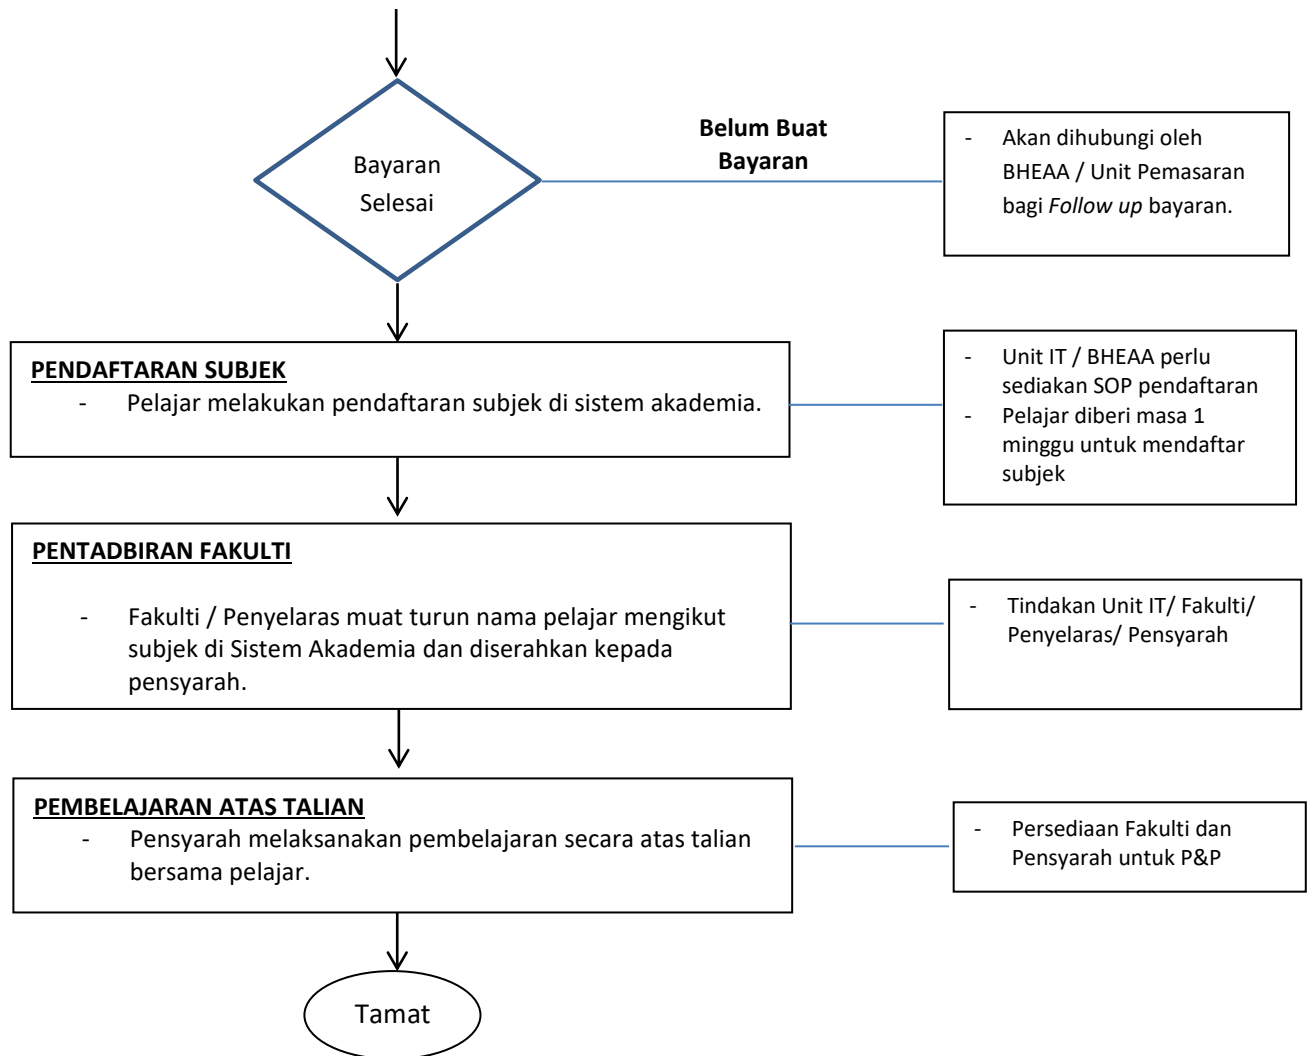 Bayaran
Selesai
Belum Buat
Bayaran
- Akan dihubungi oleh
BHEAA / Unit Pemasaran
bagi Follow up bayaran.
PENDAFTARAN SUBJEK
- Pelajar melakukan pendaftaran subjek di sistem akademia.
- Unit IT / BHEAA perlu
sediakan SOP pendaftaran
- Pelajar diberi masa 1
minggu untuk mendaftar
subjek
PENTADBIRAN FAKULTI
- Fakulti / Penyelaras muat turun nama pelajar mengikut
subjek di Sistem Akademia dan diserahkan kepada
pensyarah.
- Tindakan Unit IT/ Fakulti/
Penyelaras/ Pensyarah
PEMBELAJARAN ATAS TALIAN
- Pensyarah melaksanakan pembelajaran secara atas talian
bersama pelajar.
- Persediaan Fakulti dan
Pensyarah untuk P&P
Tamat